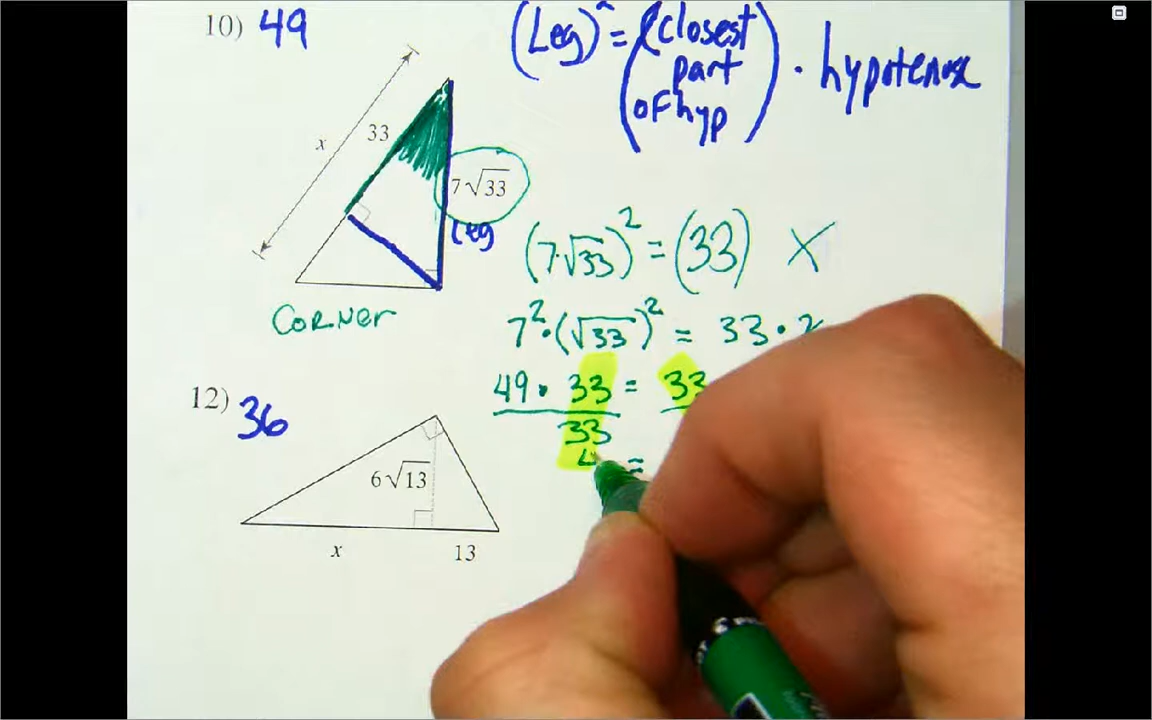 10) 49
(Leg)² = (closest part of hyp) · hypotenuse
x
33
7√33
Leg
(7·√33)² = (33) X
CORNER
7²·(√33)² = 33 ·
49 · 33 = 33
33
4 =
12) 36
6√13
x
13